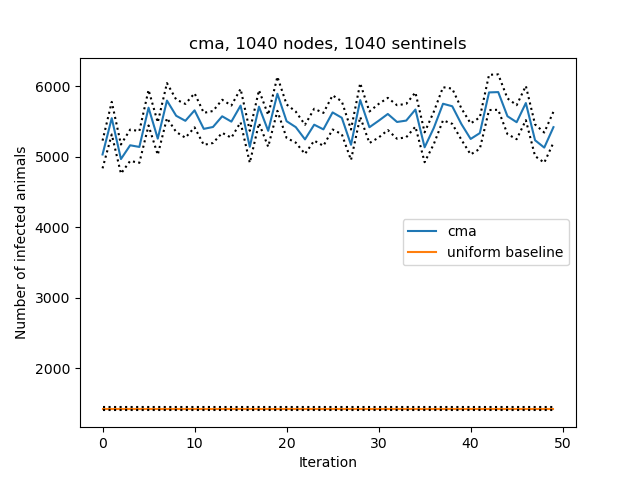 cma, 1040 nodes, 1040 sentinels
Number of infected animals
6000
5000
4000
3000
2000
cma
uniform baseline
0
10
20
30
40
50
Iteration